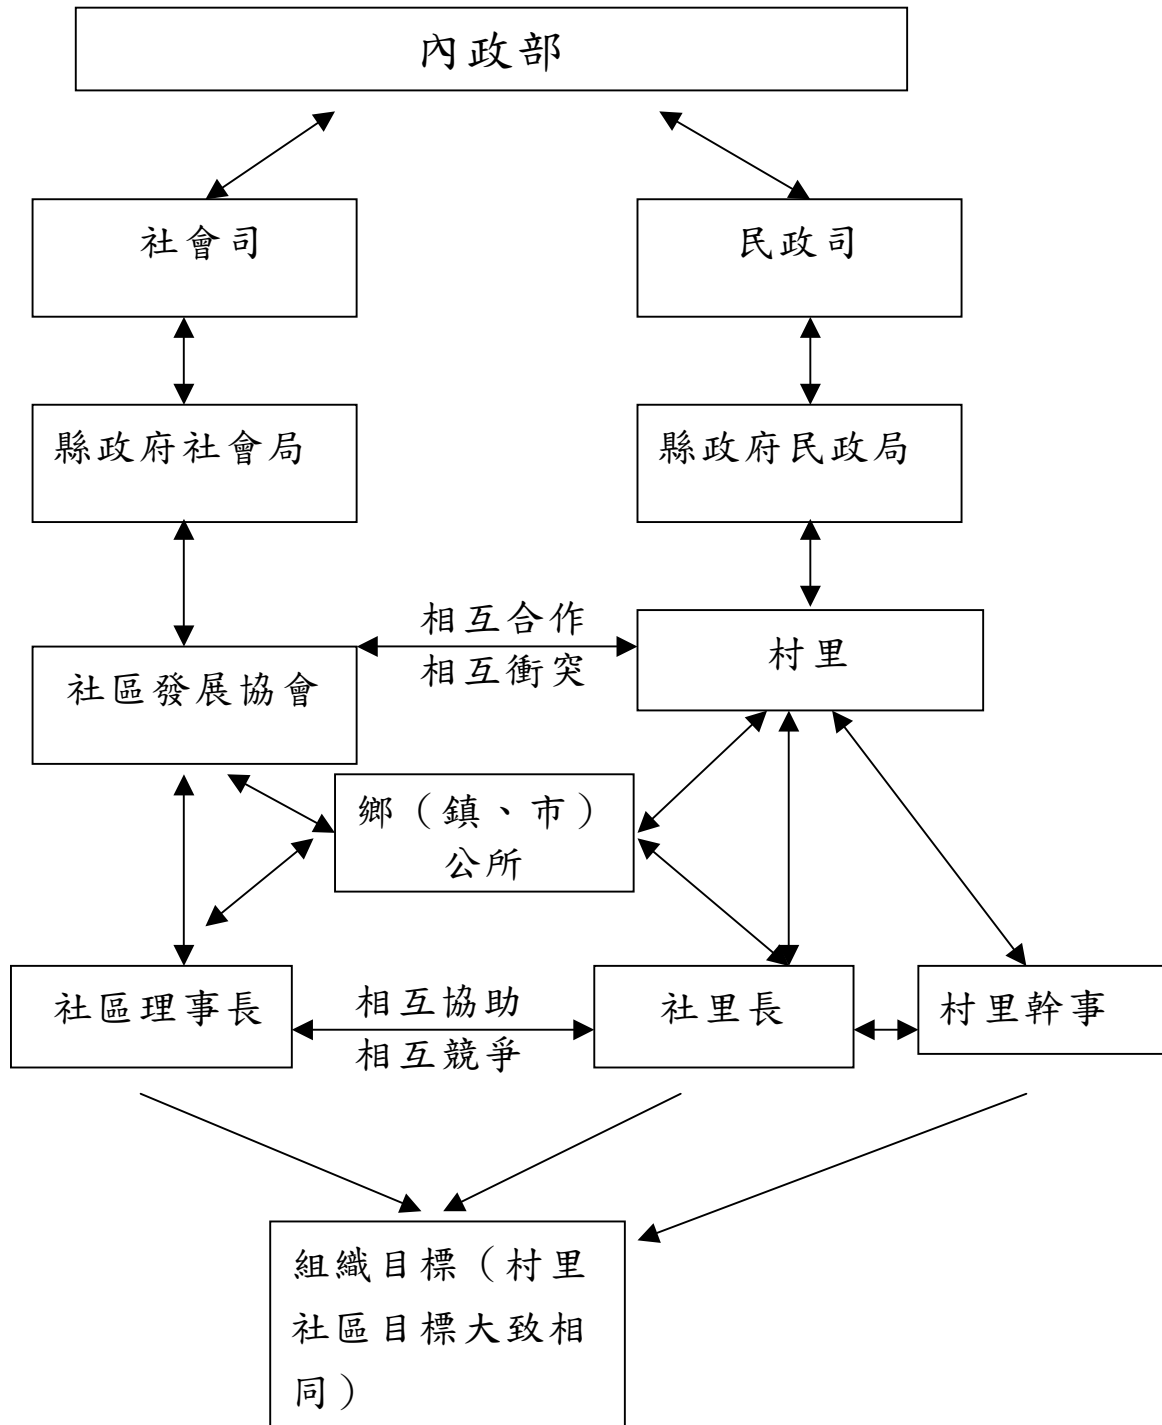 內政部
社會司
民政司
縣政府社會局
縣政府民政局
相互合作
相互衝突
村里
社區發展協會
鄉（鎮、市）
公所
社區理事長
相互協助
相互競爭
社里長
村里幹事
組織目標（村里
社區目標大致相
同）